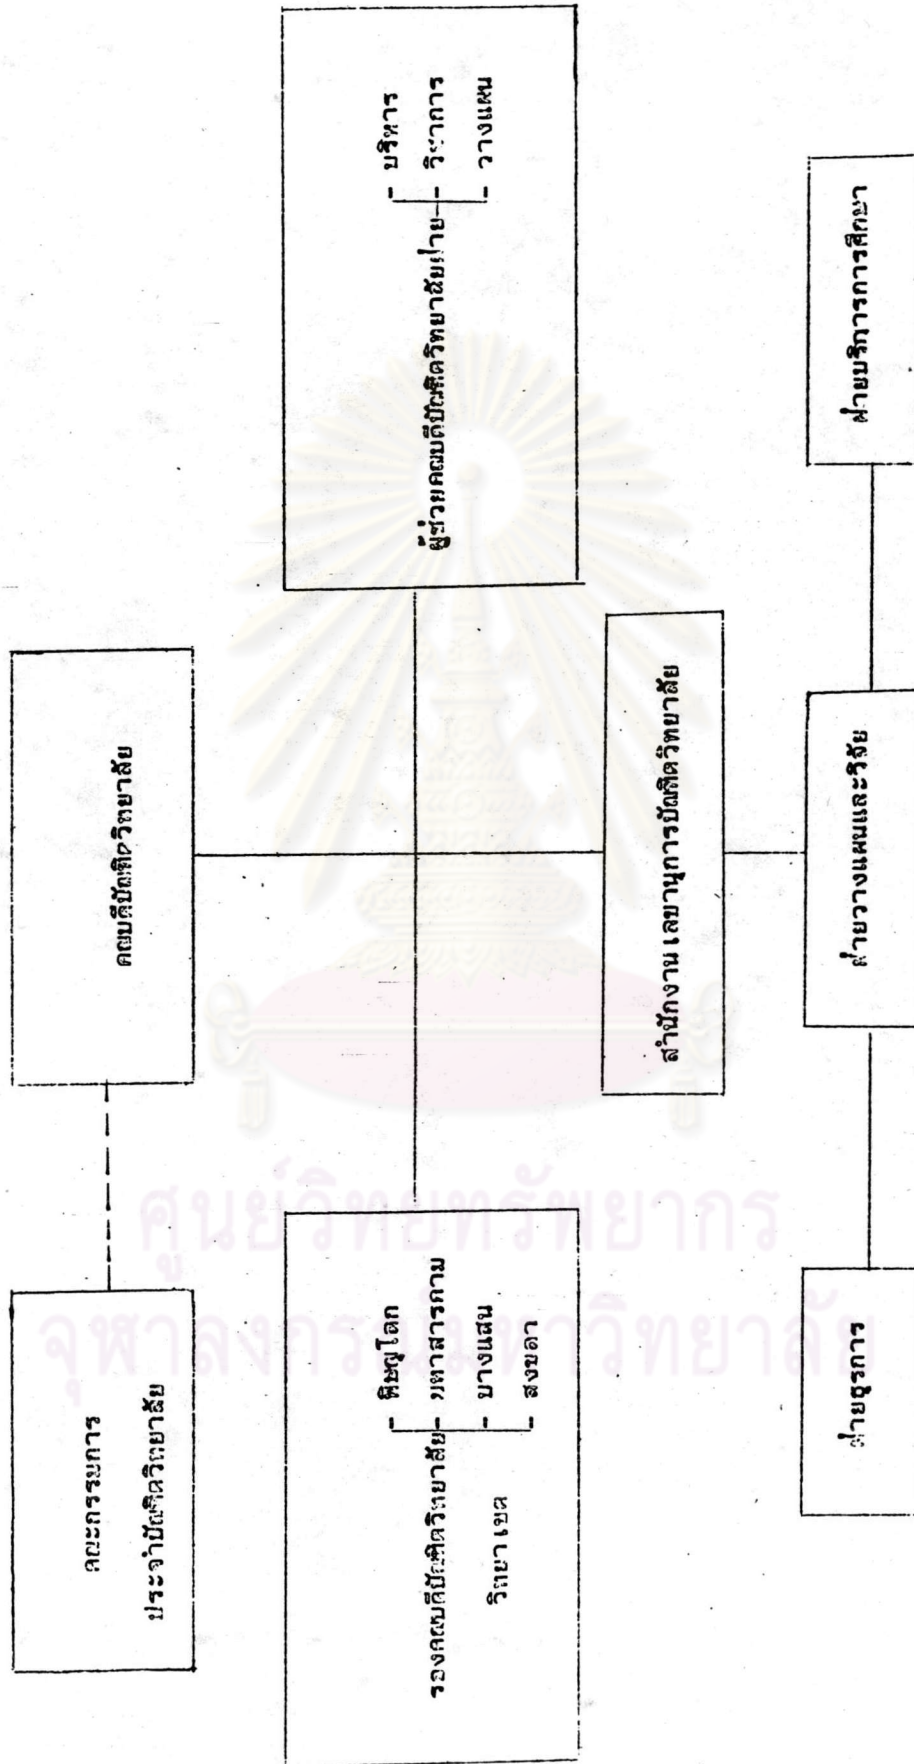 คณะกรรมการ
ประจำบัณฑิตวิทยาลัย
คณบดีบัณฑิตวิทยาลัย
รองคณบดีบัณฑิตวิทยาลัย
วิทยาเขต
- พิษณุโลก
- มหาสารคาม
- บางแสน
- สงขลา
ผู้ช่วยคณบดีบัณฑิตวิทยาลัยฝ่าย
- บริหาร
- วิชาการ
- วางแผน
สำนักงานเลขานุการบัณฑิตวิทยาลัย
ฝ่ายธุรการ
ฝ่ายวางแผนและวิจัย
ฝ่ายบริการการศึกษา
ศูนย์วิทยทรัพยากร
จุฬาลงกรณ์มหาวิทยาลัย